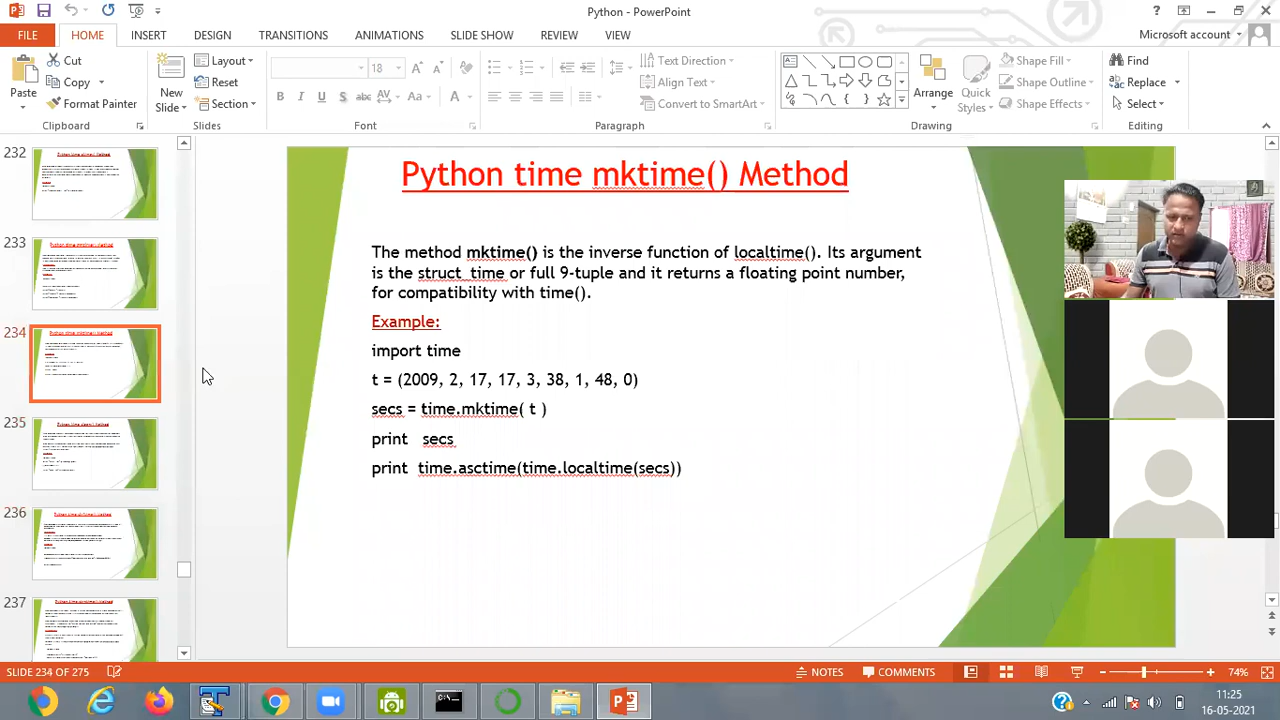 Python - PowerPoint
FILE HOME INSERT DESIGN TRANSITIONS ANIMATIONS SLIDE SHOW REVIEW VIEW Microsoft account
Paste
Cut
Copy
Format Painter
Clipboard
New Slide
Layout
Reset
Section
Slides
18
B I U S abc AV Aa A
Font
Paragraph
Text Direction
Align Text
Convert to SmartArt
Arrange
Quick Styles
Shape Fill
Shape Outline
Shape Effects
Drawing
Find
Replace
Select
Editing
232
233
234
235
236
237
Python time mktime() Method
The method mktime() is the inverse function of localtime(). Its argument
is the struct_time or full 9-tuple and it returns a floating point number,
for compatibility with time().
Example:
import time
t = (2009, 2, 17, 17, 3, 38, 1, 48, 0)
secs = time.mktime( t )
print secs
print time.asctime(time.localtime(secs))
SLIDE 234 OF 275 NOTES COMMENTS 74%
11:25
16-05-2021